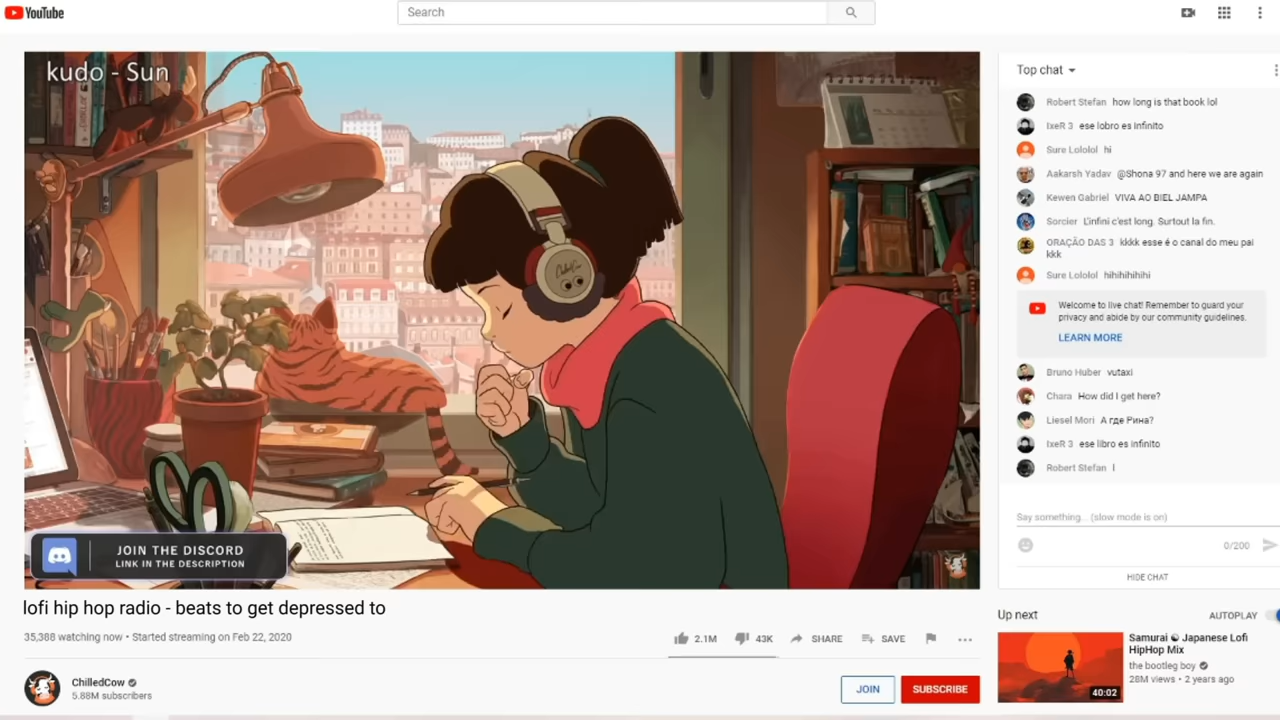 YouTube
Search
kudo - Sun
JOIN THE DISCORD
LINK IN THE DESCRIPTION
lofi hip hop radio - beats to get depressed to
35,388 watching now • Started streaming on Feb 22, 2020
2.1M
43K
SHARE
SAVE
ChilledCow
5.88M subscribers
JOIN
SUBSCRIBE
Top chat
Robert Stefan how long is that book lol
IxeR 3 ese lobro es infinito
Sure Lololol hi
Aakarsh Yadav @Shona 97 and here we are again
Kewen Gabriel VIVA AO BIEL JAMPA
Sorcier L'infini c'est long. Surtout la fin.
ORAÇÃO DAS 3 kkkk esse é o canal do meu pai
kkk
Sure Lololol hihihihihihi
Welcome to live chat! Remember to guard your
privacy and abide by our community guidelines.
LEARN MORE
Bruno Huber vutaxi
Chara How did I get here?
Liesel Mori А где Рина?
IxeR 3 ese libro es infinito
Robert Stefan I
Say something... (slow mode is on)
0/200
HIDE CHAT
Up next
AUTOPLAY
40:02
Samurai ☯ Japanese Lofi
HipHop Mix
the bootleg boy
28M views • 2 years ago